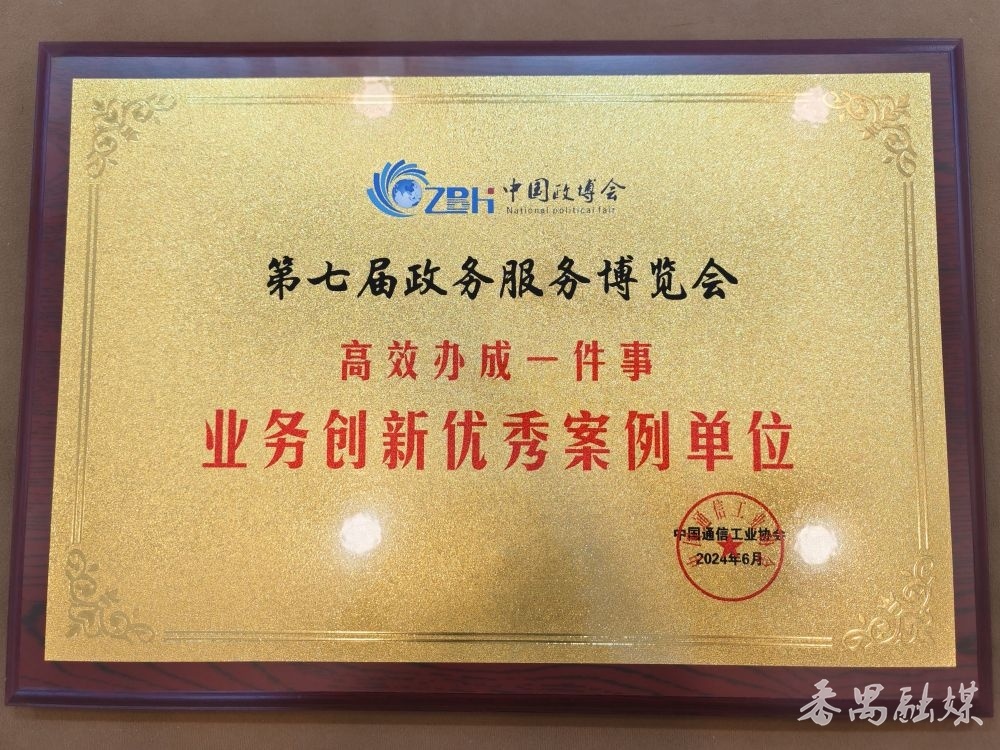 ZBH 中国政博会
National political fair
第七届政务服务博览会
高效办成一件事
业务创新优秀案例单位
中国通信工业协会
2024年6月
番禺融媒